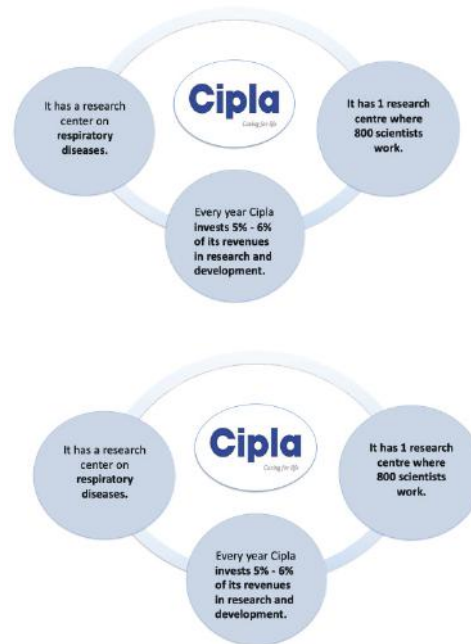 Cipla
Caring for life
It has a research
center on
respiratory
diseases.
It has 1 research
centre where
800 scientists
work.
Every year Cipla
invests 5% - 6%
of its revenues
in research and
development.
Cipla
Caring for life
It has a research
center on
respiratory
diseases.
It has 1 research
centre where
800 scientists
work.
Every year Cipla
invests 5% - 6%
of its revenues
in research and
development.